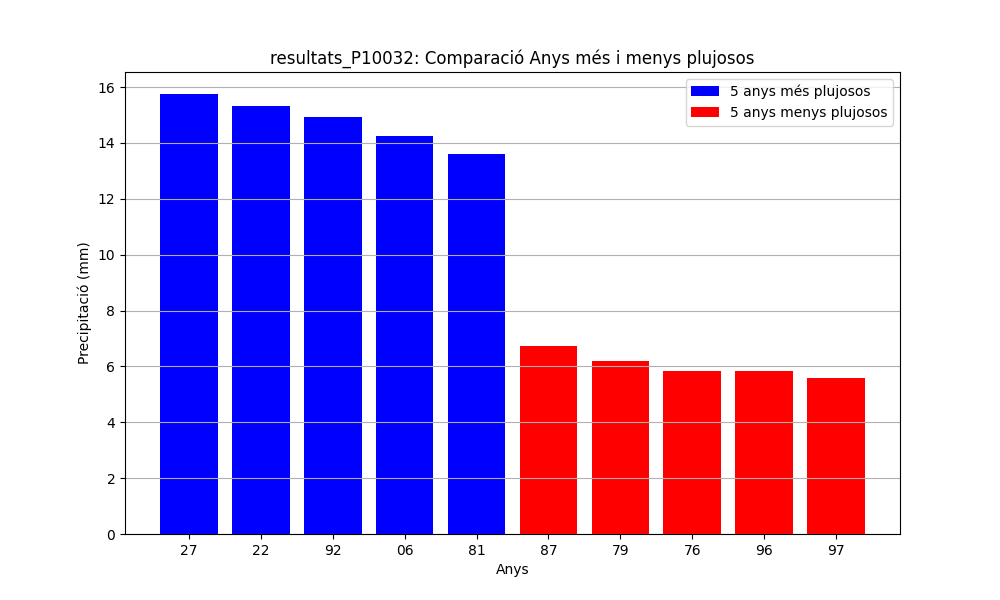 resultats_P10032: Comparació Anys més i menys plujosos
5 anys més plujosos
5 anys menys plujosos
Precipitació (mm)
16
14
12
10
8
6
4
2
0
27 22 92 06 81 87 79 76 96 97
Anys